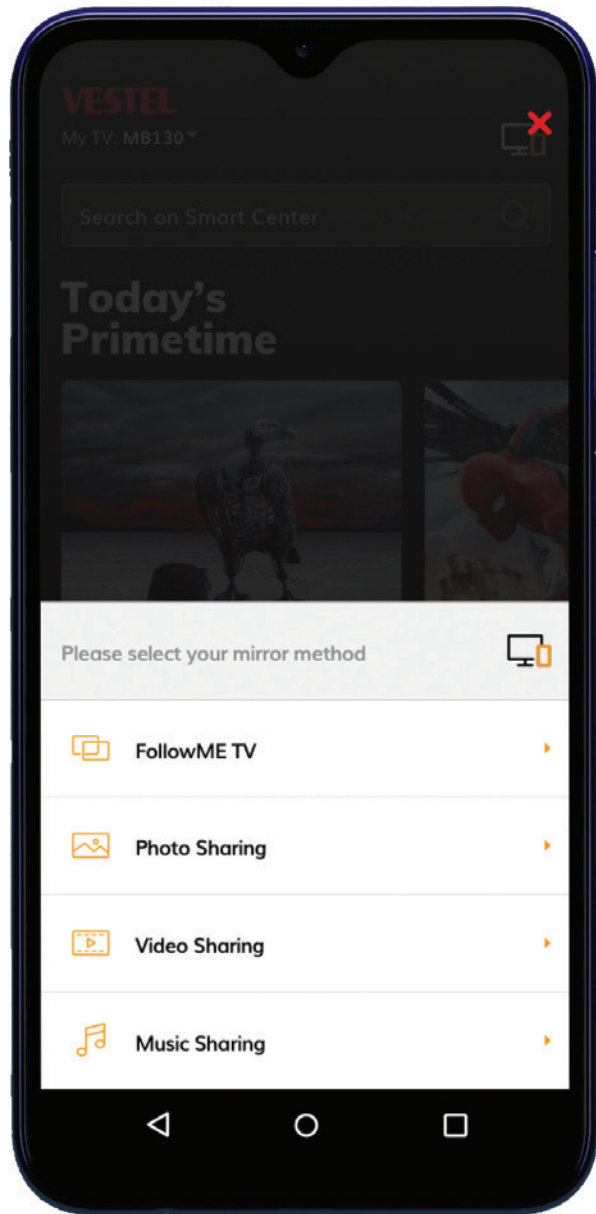 VESTEL
My TV: MB130
Search on Smart Center
Today's
Primetime
Please select your mirror method
FollowME TV
Photo Sharing
Video Sharing
Music Sharing